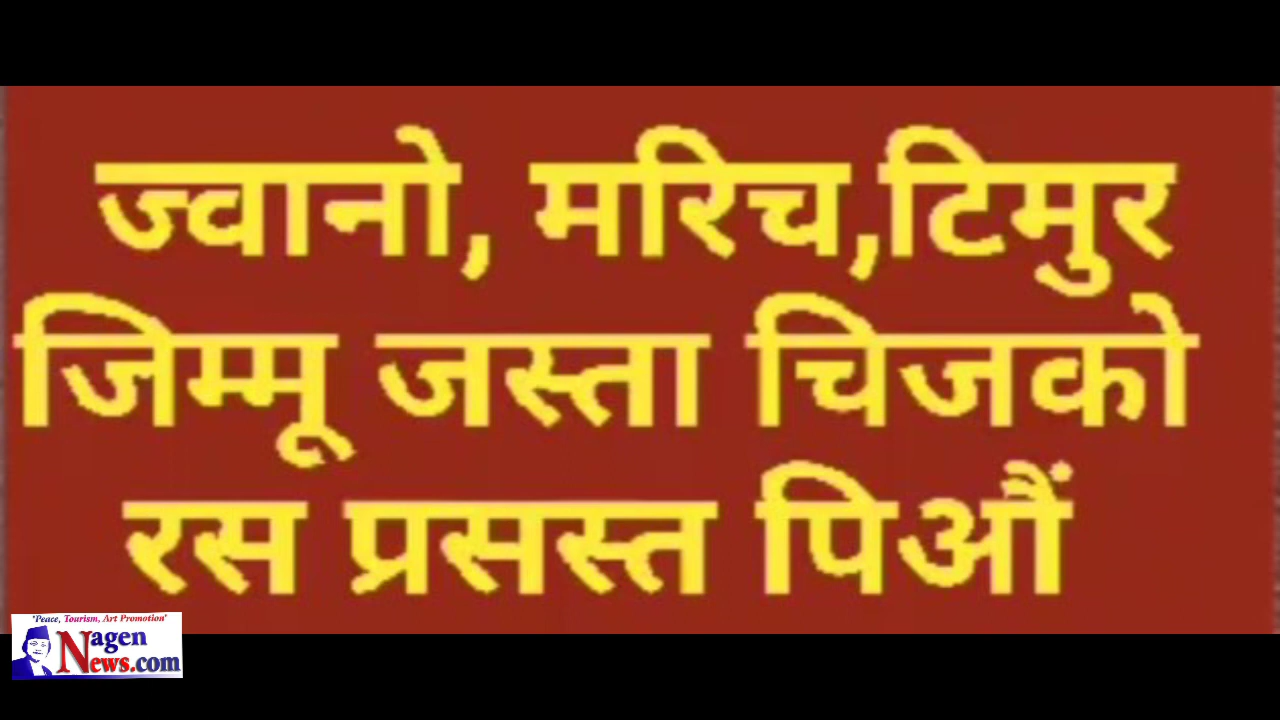 ज्वानो, मरिच,टिमुर
जिम्मू जस्ता चिजको
रस प्रसस्त पिऔं
"Peace, Tourism, Art Promotion"
Nagen
News.com